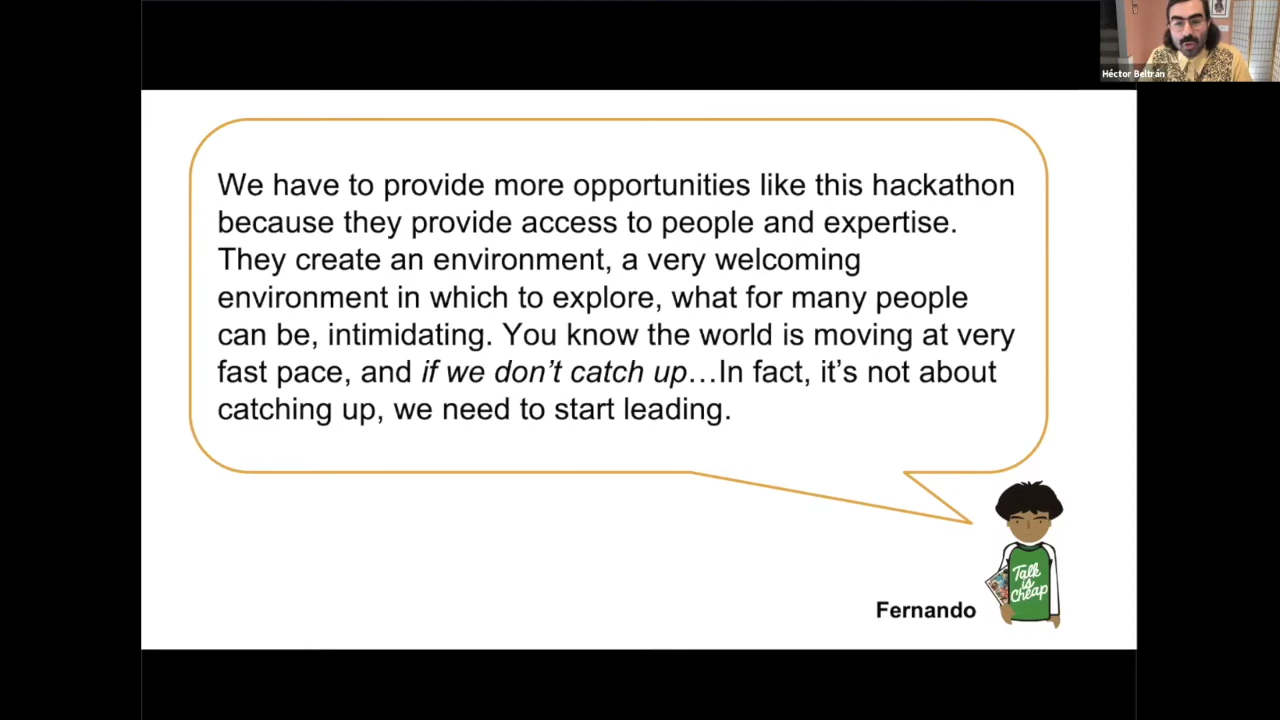 Héctor Beltrán
We have to provide more opportunities like this hackathon
because they provide access to people and expertise.
They create an environment, a very welcoming
environment in which to explore, what for many people
can be, intimidating. You know the world is moving at very
fast pace, and if we don’t catch up…In fact, it’s not about
catching up, we need to start leading.
Talk
is
Cheap
Fernando